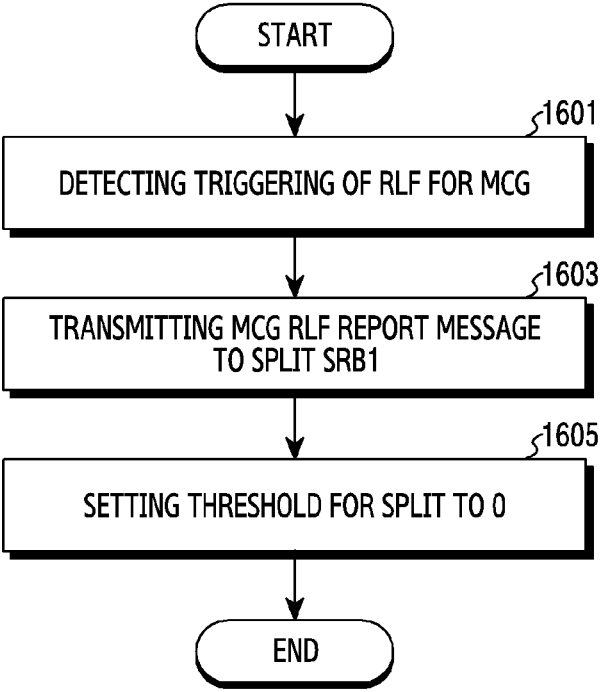 START
1601
DETECTING TRIGGERING OF RLF FOR MCG
1603
TRANSMITTING MCG RLF REPORT MESSAGE
TO SPLIT SRB1
1605
SETTING THRESHOLD FOR SPLIT TO 0
END